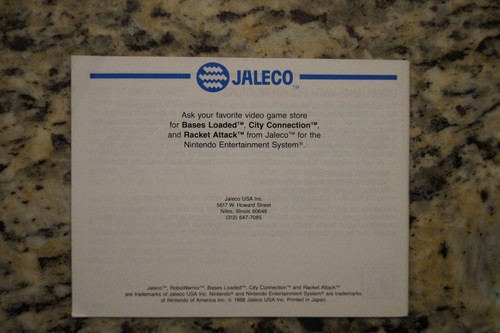 JALECO™
Ask your favorite video game store
for Bases Loaded™, City Connection™,
and Racket Attack™ from Jaleco™ for the
Nintendo Entertainment System®.
Jaleco USA Inc.
5617 W. Howard Street
Niles, Illinois 60648
(312) 647-7085
Jaleco™, RoboWarrior™, Bases Loaded™, City Connection™ and Racket Attack™
are trademarks of Jaleco USA Inc. Nintendo® and Nintendo Entertainment System® are trademarks
of Nintendo of America Inc. © 1988 Jaleco USA Inc. Printed in Japan.